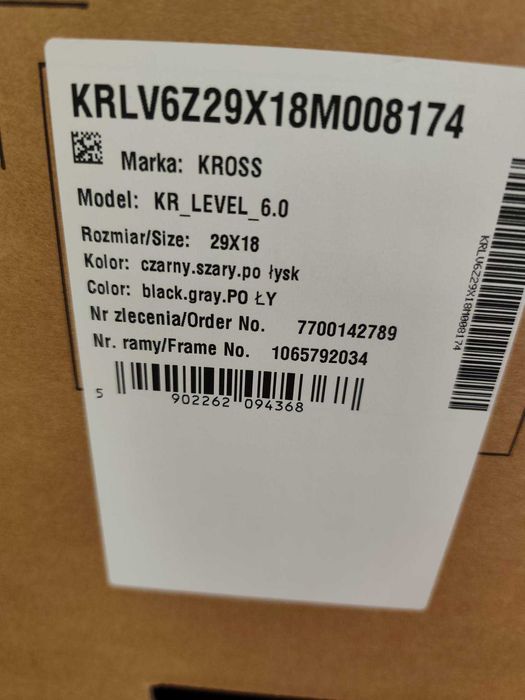 KRLV6Z29X18M008174
Marka: KROSS
Model: KR_LEVEL_6.0
Rozmiar/Size: 29X18
Kolor: czarny.szary.po łysk
Color: black.gray.PO ŁY
Nr zlecenia/Order No. 7700142789
Nr. ramy/Frame No. 1065792034
5 902262 094368
KRLV6Z29X18M008174